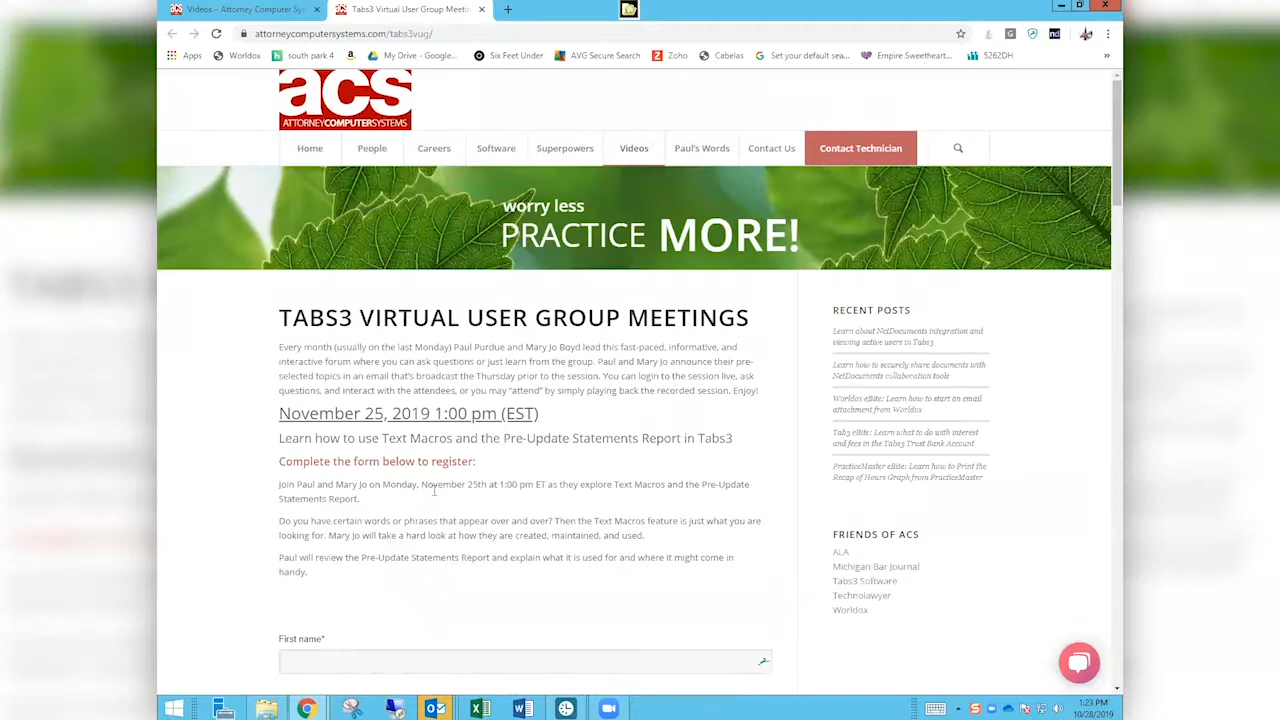 Videos – Attorney Computer Sys
Tabs3 Virtual User Group Meetin
attorneycomputersystems.com/tabs3vug/
Apps
Worldox
south park 4
My Drive - Google...
Six Feet Under
AVG Secure Search
Zoho
Cabelas
Set your default sea...
Empire Sweetheart...
5262DH
acs
ATTORNEYCOMPUTERSYSTEMS
Home
People
Careers
Software
Superpowers
Videos
Paul's Words
Contact Us
Contact Technician
worry less
PRACTICE MORE!
TABS3 VIRTUAL USER GROUP MEETINGS
Every month (usually on the last Monday) Paul Purdue and Mary Jo Boyd lead this fast-paced, informative, and
interactive forum where you can ask questions or just learn from the group. Paul and Mary Jo announce their pre-
selected topics in an email that's broadcast the Thursday prior to the session. You can login to the session live, ask
questions, and interact with the attendees, or you may "attend" by simply playing back the recorded session. Enjoy!
November 25, 2019 1:00 pm (EST)
Learn how to use Text Macros and the Pre-Update Statements Report in Tabs3
Complete the form below to register:
Join Paul and Mary Jo on Monday, November 25th at 1:00 pm ET as they explore Text Macros and the Pre-Update
Statements Report.
Do you have certain words or phrases that appear over and over? Then the Text Macros feature is just what you are
looking for. Mary Jo will take a hard look at how they are created, maintained, and used.
Paul will review the Pre-Update Statements Report and explain what it is used for and where it might come in
handy.
First name*
RECENT POSTS
Learn about NetDocuments integration and
viewing active users in Tabs3
Learn how to securely share documents with
NetDocuments collaboration tools
Worldox eBite: Learn how to start an email
attachment from Worldox
Tab3 eBite: Learn what to do with interest
and fees in the Tabs3 Trust Bank Account
PracticeMaster eBite: Learn how to Print the
Recap of Hours Graph from PracticeMaster
FRIENDS OF ACS
ALA
Michigan Bar Journal
Tabs3 Software
Technolawyer
Worldox
1:23 PM
10/28/2019